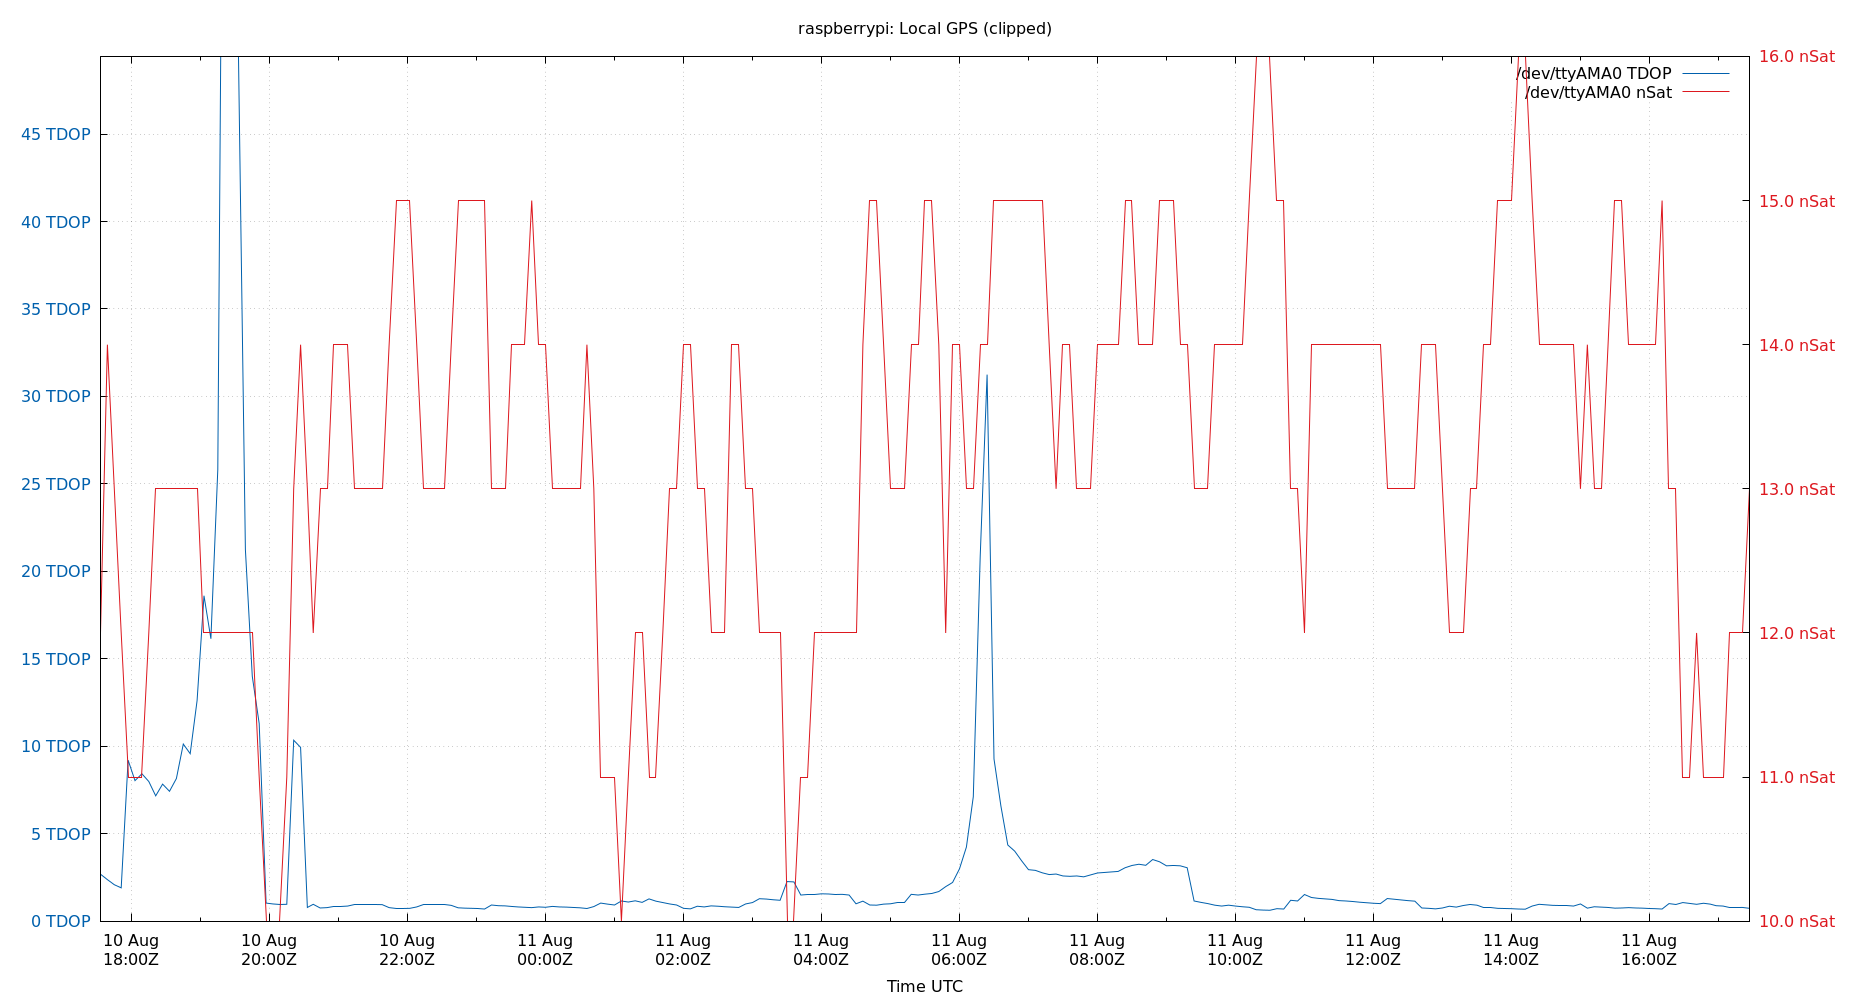 raspberrypi: Local GPS (clipped)
16.0 nSat
/dev/ttyAMA0 TDOP
/dev/ttyAMA0 nSat
45 TDOP
40 TDOP
15.0 nSat
35 TDOP
14.0 nSat
30 TDOP
25 TDOP
13.0 nSat
20 TDOP
12.0 nSat
15 TDOP
10 TDOP
11.0 nSat
5 TDOP
0 TDOP
10.0 nSat
10 Aug 10 Aug 10 Aug 11 Aug 11 Aug 11 Aug 11 Aug 11 Aug 11 Aug 11 Aug 11 Aug 11 Aug
18:00Z 20:00Z 22:00Z 00:00Z 02:00Z 04:00Z 06:00Z 08:00Z 10:00Z 12:00Z 14:00Z 16:00Z
Time UTC